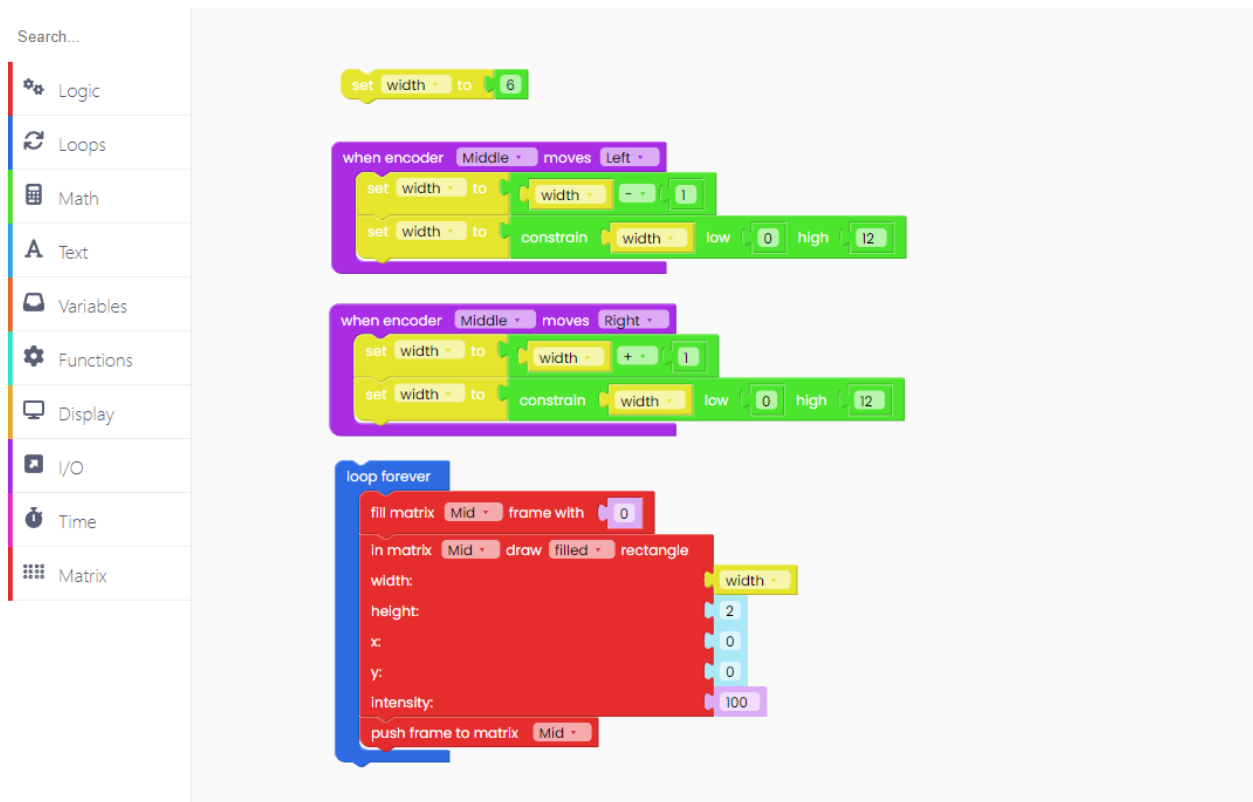 Search...
Logic
Loops
Math
Text
Variables
Functions
Display
I/O
Time
Matrix
set width to 6
when encoder Middle moves Left
set width to width - 1
set width to constrain width low 0 high 12
when encoder Middle moves Right
set width to width + 1
set width to constrain width low 0 high 12
loop forever
fill matrix Mid frame with 0
in matrix Mid draw filled rectangle
width: width
height: 2
x: 0
y: 0
intensity: 100
push frame to matrix Mid